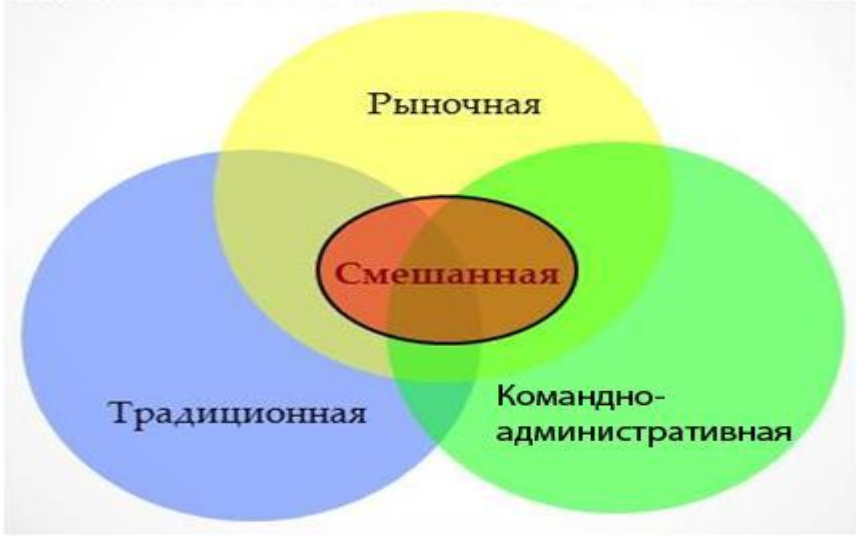 Рыночная
Смешанная
Традиционная
Командно-
административная